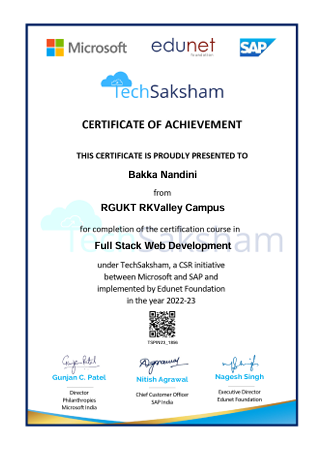 Microsoft
edunet
foundation
SAP
TechSaksham
CERTIFICATE OF ACHIEVEMENT
THIS CERTIFICATE IS PROUDLY PRESENTED TO
Bakka Nandini
from
RGUKT RKValley Campus
for completion of the certification course in
Full Stack Web Development
TechSaksham
under TechSaksham, a CSR initiative
between Microsoft and SAP and
implemented by Edunet Foundation
in the year 2022-23
Gunjan C. Patel
Director
Philanthropies
Microsoft India
Nitish Agrawal
Chief Customer Officer
SAP India
Nagesh Singh
Executive Director
Edunet Foundation